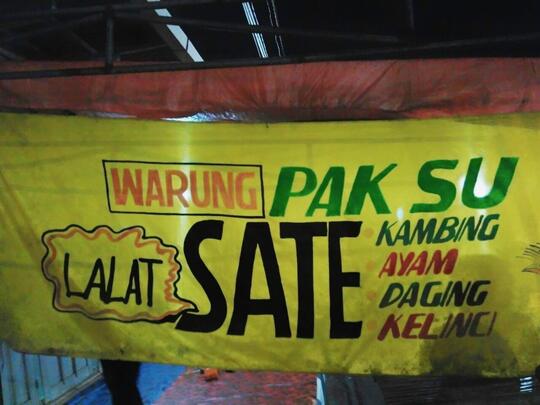 WARUNG PAK SU
LALAT SATE
KAMBING
AYAM
DAGING
KELINCI